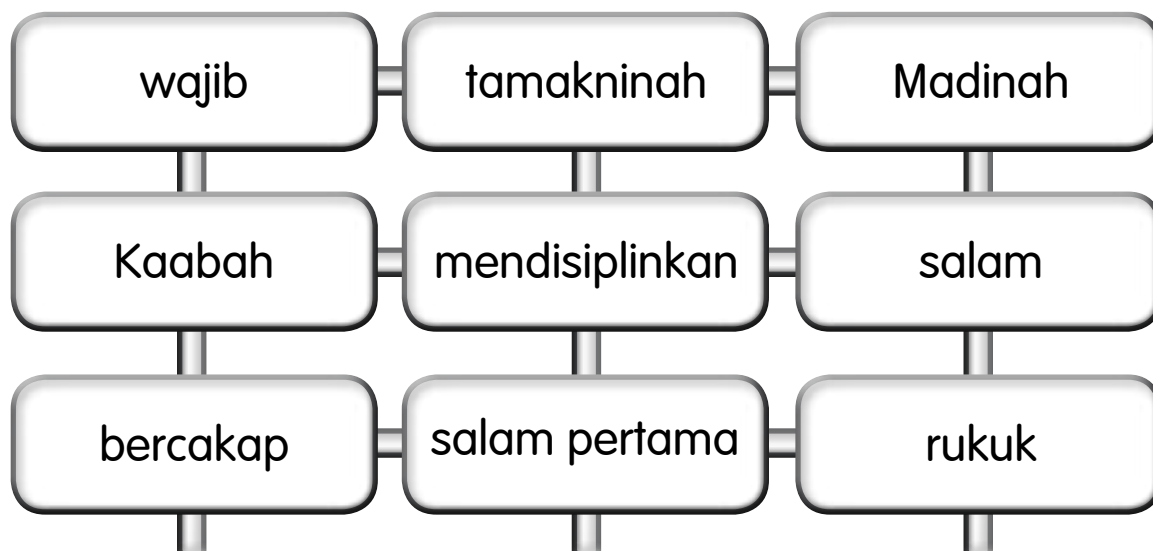 wajib
tamakninah
Madinah
Kaabah
mendisiplinkan
salam
bercakap
salam pertama
rukuk